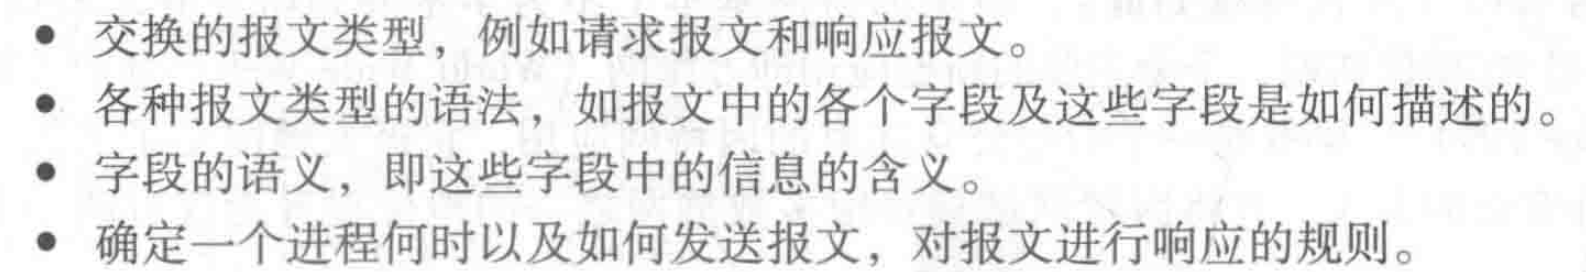 • 交换的报文类型，例如请求报文和响应报文。
• 各种报文类型的语法，如报文中的各个字段及这些字段是如何描述的。
• 字段的语义，即这些字段中的信息的含义。
• 确定一个进程何时以及如何发送报文，对报文进行响应的规则。